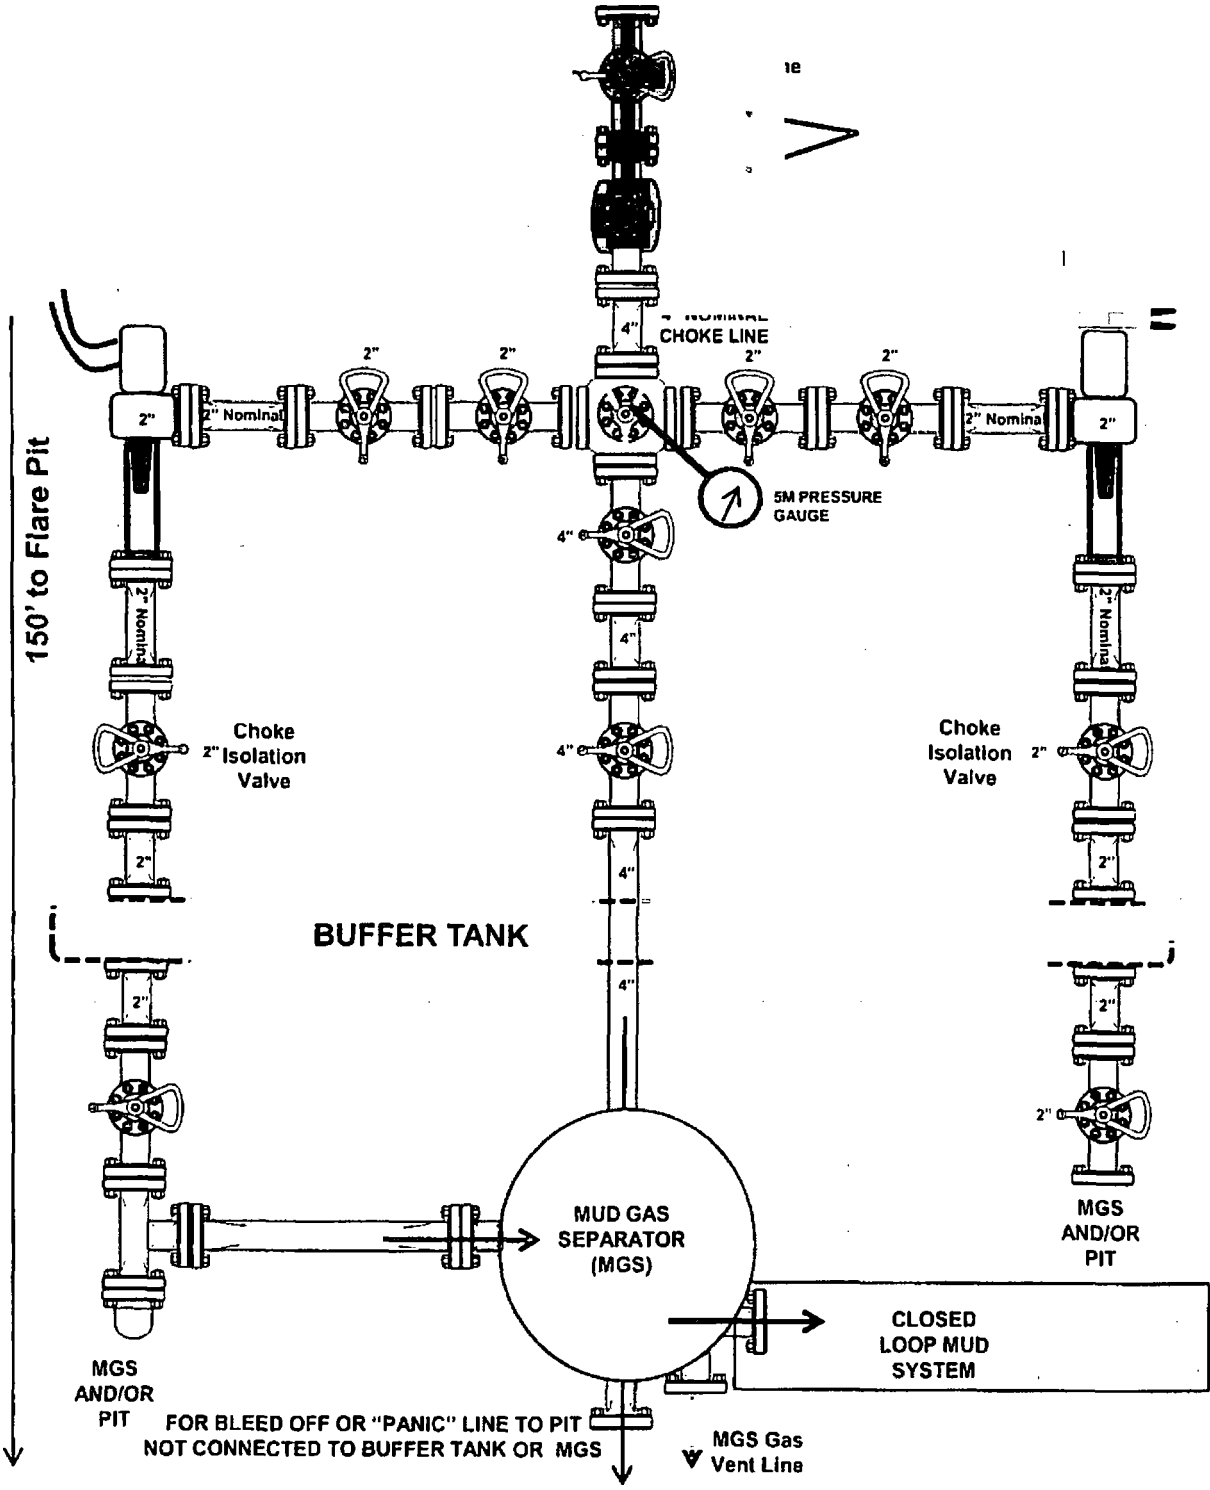 4"
CHOKE LINE
2"
2"
2"
2"
2"
2" Nominal
2" Nominal
2"
5M PRESSURE
GAUGE
150' to Flare Pit
4"
2" Nominal
4"
2" Nominal
Choke
Isolation
Valve
2"
4"
Choke
Isolation
Valve
2"
2"
4"
2"
BUFFER TANK
2"
4"
2"
2"
MUD GAS
SEPARATOR
(MGS)
MGS
AND/OR
PIT
CLOSED
LOOP MUD
SYSTEM
MGS
AND/OR
PIT
FOR BLEED OFF OR "PANIC" LINE TO PIT
NOT CONNECTED TO BUFFER TANK OR MGS
MGS Gas
Vent Line